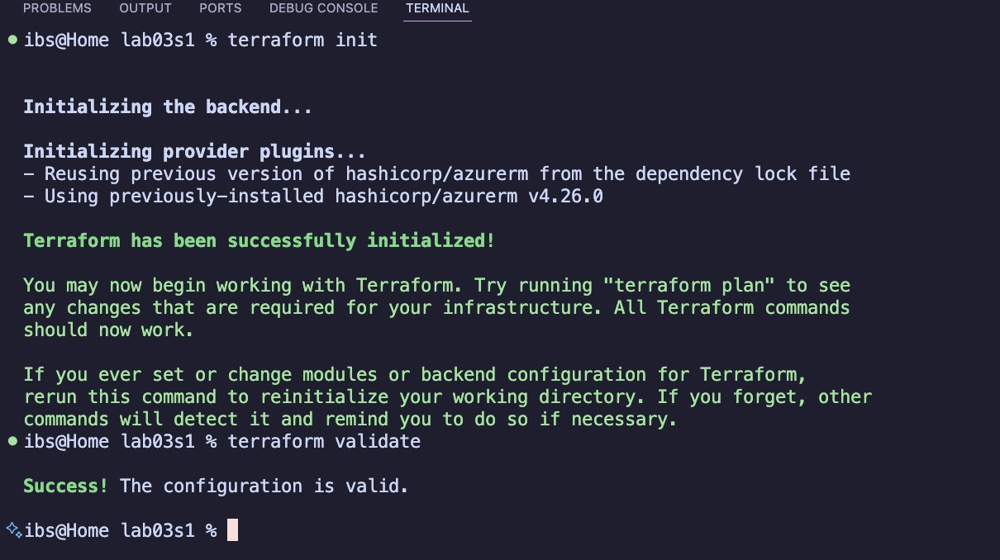 PROBLEMS OUTPUT PORTS DEBUG CONSOLE TERMINAL
ibs@Home lab03s1 % terraform init
Initializing the backend...
Initializing provider plugins...
- Reusing previous version of hashicorp/azurerm from the dependency lock file
- Using previously-installed hashicorp/azurerm v4.26.0
Terraform has been successfully initialized!
You may now begin working with Terraform. Try running "terraform plan" to see
any changes that are required for your infrastructure. All Terraform commands
should now work.
If you ever set or change modules or backend configuration for Terraform,
rerun this command to reinitialize your working directory. If you forget, other
commands will detect it and remind you to do so if necessary.
ibs@Home lab03s1 % terraform validate
Success! The configuration is valid.
ibs@Home lab03s1 %